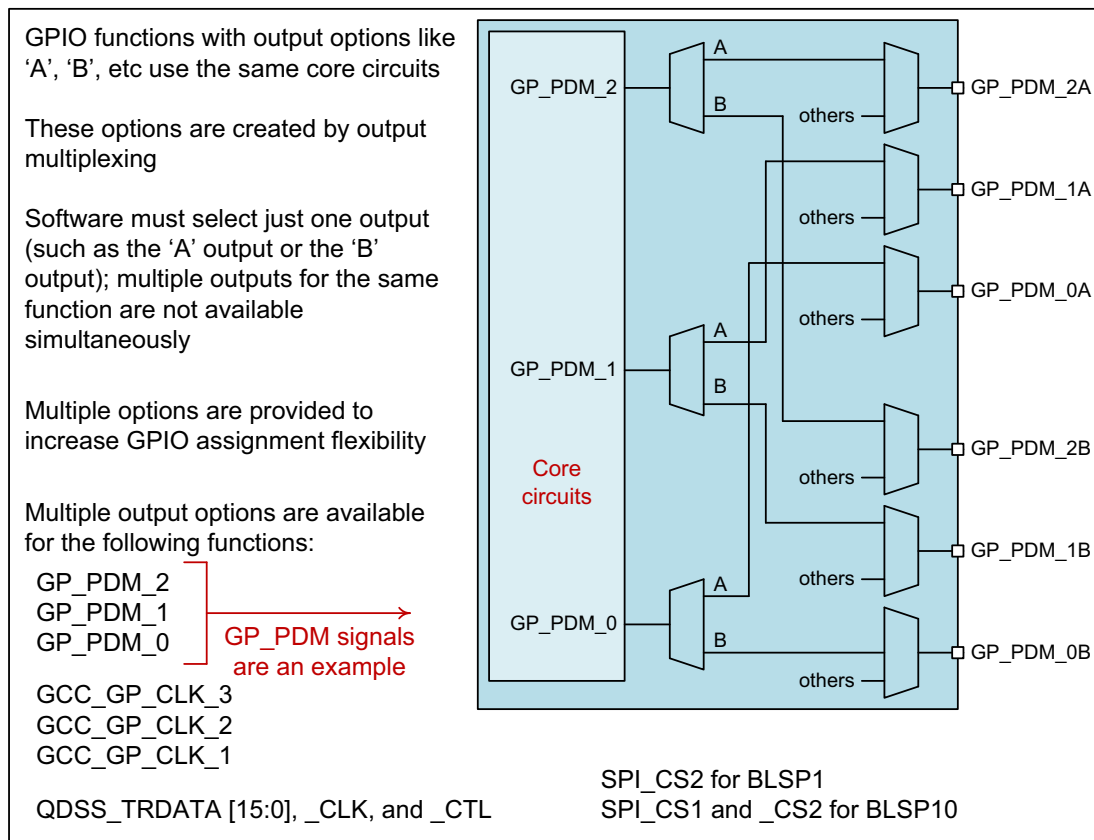 GPIO functions with output options like
‘A’, ‘B’, etc use the same core circuits
These options are created by output
multiplexing
Software must select just one output
(such as the ‘A’ output or the ‘B’
output); multiple outputs for the same
function are not available
simultaneously
Multiple options are provided to
increase GPIO assignment flexibility
Multiple output options are available
for the following functions:
GP_PDM_2
GP_PDM_1
GP_PDM_0
GP_PDM signals
are an example
GCC_GP_CLK_3
GCC_GP_CLK_2
GCC_GP_CLK_1
QDSS_TRDATA [15:0], _CLK, and _CTL
GP_PDM_2
A
B
others
GP_PDM_2A
others
GP_PDM_1A
others
GP_PDM_0A
GP_PDM_1
A
B
Core
circuits
others
GP_PDM_2B
others
GP_PDM_1B
GP_PDM_0
A
B
others
GP_PDM_0B
SPI_CS2 for BLSP1
SPI_CS1 and _CS2 for BLSP10